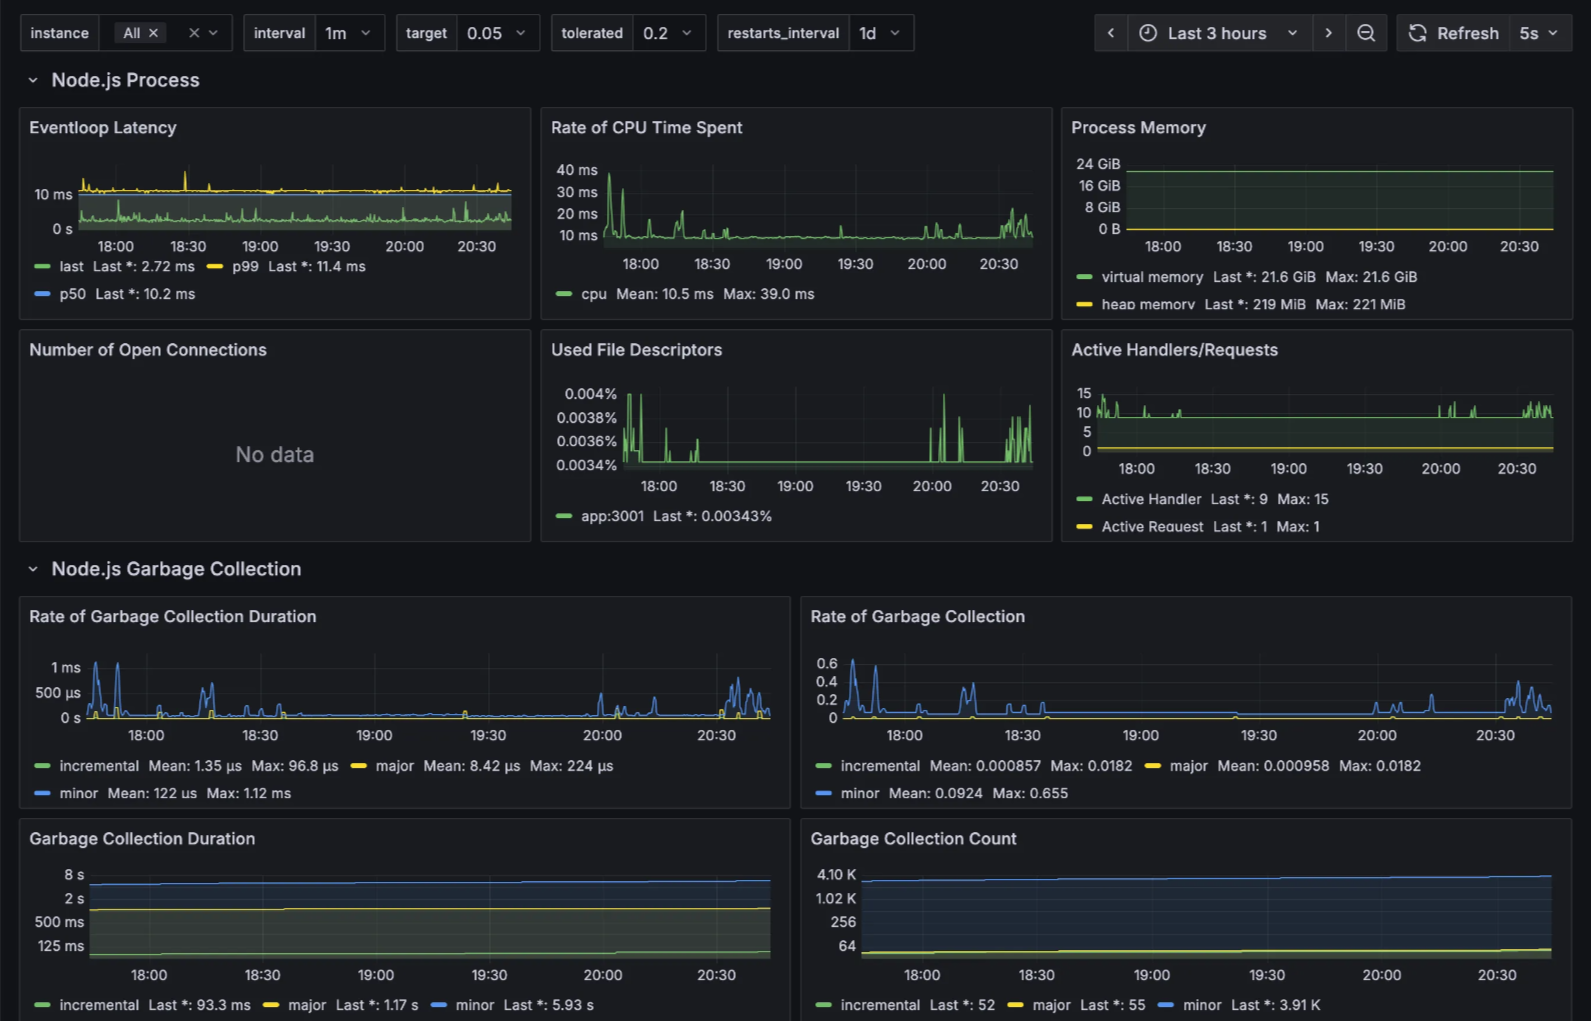 instance All × × interval 1m target 0.05 tolerated 0.2 restarts_interval 1d Last 3 hours Refresh 5s
Node.js Process
Eventloop Latency
10 ms
0 s
18:00 18:30 19:00 19:30 20:00 20:30
last Last *: 2.72 ms p99 Last *: 11.4 ms
p50 Last *: 10.2 ms
Rate of CPU Time Spent
40 ms
30 ms
20 ms
10 ms
18:00 18:30 19:00 19:30 20:00 20:30
cpu Mean: 10.5 ms Max: 39.0 ms
Process Memory
24 GiB
16 GiB
8 GiB
0 B
18:00 18:30 19:00 19:30 20:00 20:30
virtual memory Last *: 21.6 GiB Max: 21.6 GiB
heap memory Last *: 219 MiB Max: 221 MiB
Number of Open Connections
No data
Used File Descriptors
0.004%
0.0038%
0.0036%
0.0034%
18:00 18:30 19:00 19:30 20:00 20:30
app:3001 Last *: 0.00343%
Active Handlers/Requests
15
10
5
0
18:00 18:30 19:00 19:30 20:00 20:30
Active Handler Last *: 9 Max: 15
Active Request Last *: 1 Max: 1
Node.js Garbage Collection
Rate of Garbage Collection Duration
1 ms
500 µs
0 s
18:00 18:30 19:00 19:30 20:00 20:30
incremental Mean: 1.35 µs Max: 96.8 µs major Mean: 8.42 µs Max: 224 µs
minor Mean: 122 µs Max: 1.12 ms
Rate of Garbage Collection
0.6
0.4
0.2
0
18:00 18:30 19:00 19:30 20:00 20:30
incremental Mean: 0.000857 Max: 0.0182 major Mean: 0.000958 Max: 0.0182
minor Mean: 0.0924 Max: 0.655
Garbage Collection Duration
8 s
2 s
500 ms
125 ms
18:00 18:30 19:00 19:30 20:00 20:30
incremental Last *: 93.3 ms major Last *: 1.17 s minor Last *: 5.93 s
Garbage Collection Count
4.10 K
1.02 K
256
64
18:00 18:30 19:00 19:30 20:00 20:30
incremental Last *: 52 major Last *: 55 minor Last *: 3.91 K